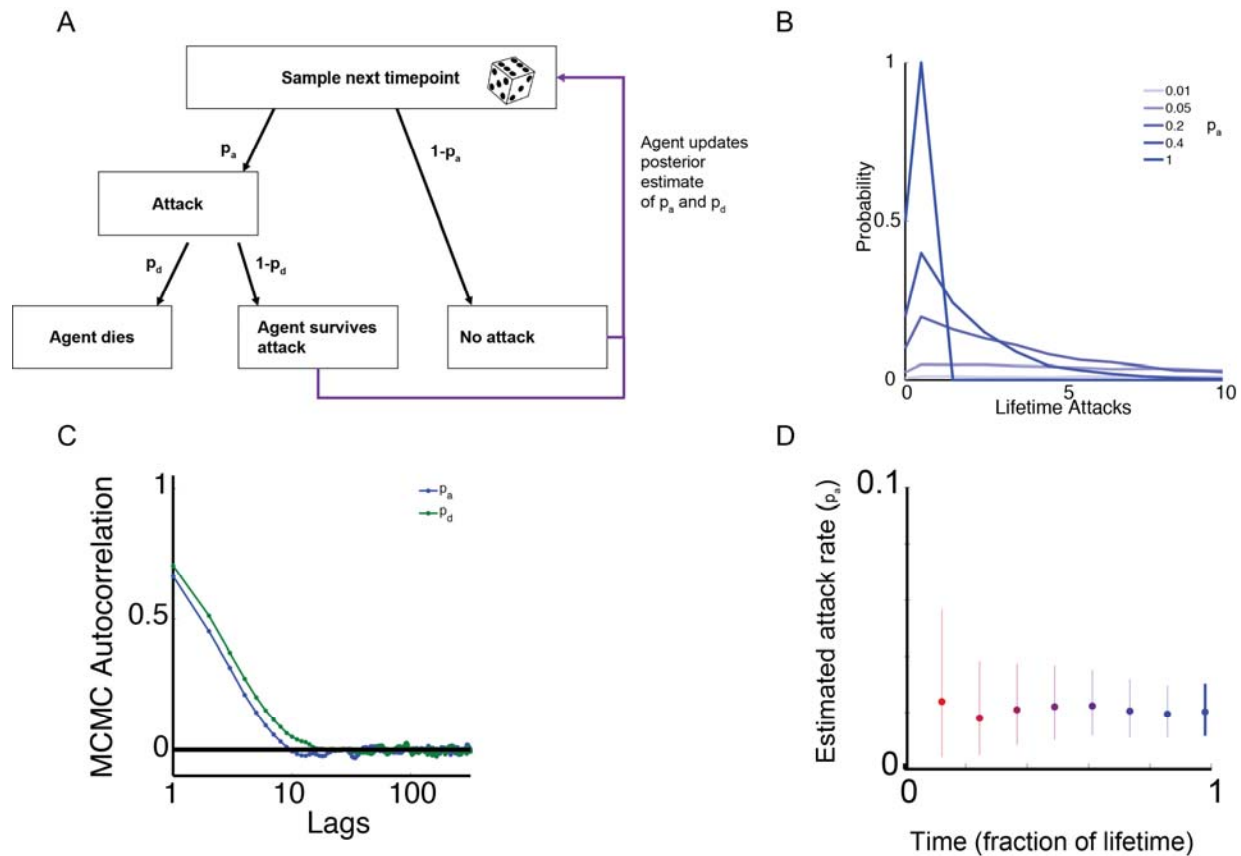 A
Sample next timepoint
pa
1-pa
Agent updates
posterior
estimate
of pa and pd
Attack
pd
1-pd
Agent dies
Agent survives
attack
No attack
B
Probability
1
0.5
0
0.01
0.05
0.2
0.4
1
pa
0
5
10
Lifetime Attacks
C
MCMC Autocorrelation
1
0.5
0
pa
pd
1
10
100
Lags
D
Estimated attack rate (pa)
0.1
0
0
1
Time (fraction of lifetime)